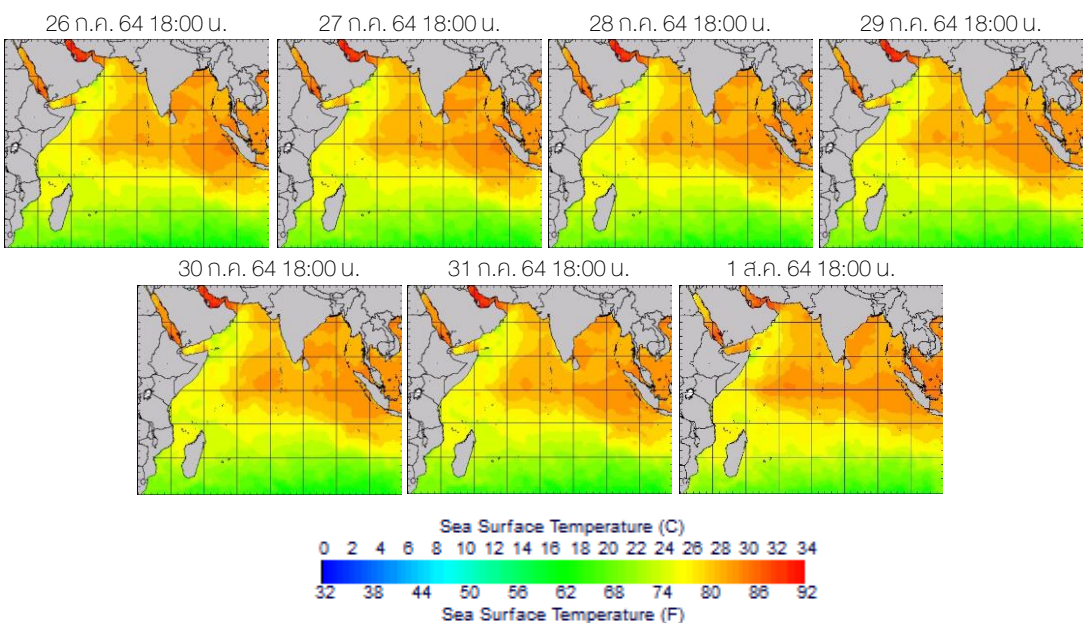 26 ก.ค. 64 18:00 น.
27 ก.ค. 64 18:00 น.
28 ก.ค. 64 18:00 น.
29 ก.ค. 64 18:00 น.
30 ก.ค. 64 18:00 น.
31 ก.ค. 64 18:00 น.
1 ส.ค. 64 18:00 น.
Sea Surface Temperature (C)
0 2 4 6 8 10 12 14 16 18 20 22 24 26 28 30 32 34
32 38 44 50 56 62 68 74 80 86 92
Sea Surface Temperature (F)